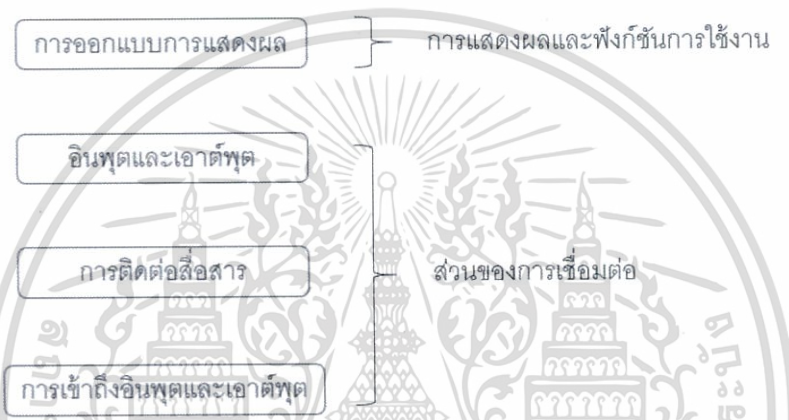 การออกแบบการแสดงผล
การแสดงผลและฟังก์ชันการใช้งาน
อินพุตและเอาต์พุต
การติดต่อสื่อสาร
ส่วนของการเชื่อมต่อ
การเข้าถึงอินพุตและเอาต์พุต